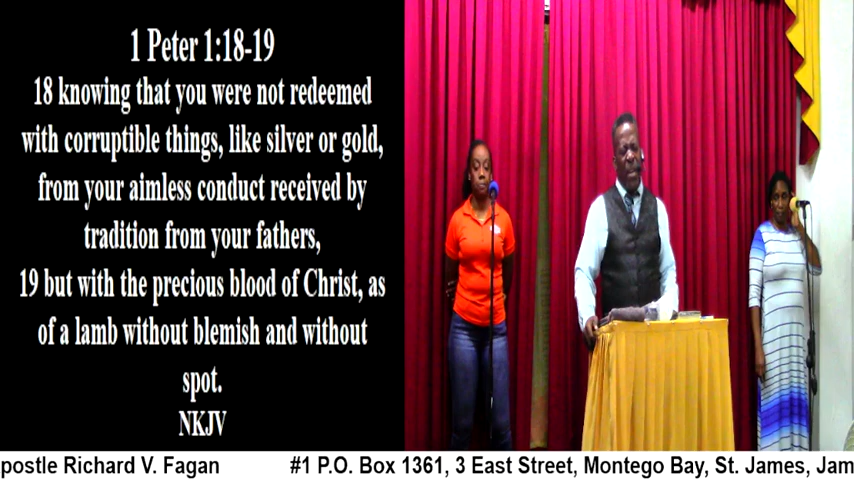 1 Peter 1:18-19
18 knowing that you were not redeemed
with corruptible things, like silver or gold,
from your aimless conduct received by
tradition from your fathers,
19 but with the precious blood of Christ, as
of a lamb without blemish and without
spot.
NKJV
postle Richard V. Fagan #1 P.O. Box 1361, 3 East Street, Montego Bay, St. James, Jam